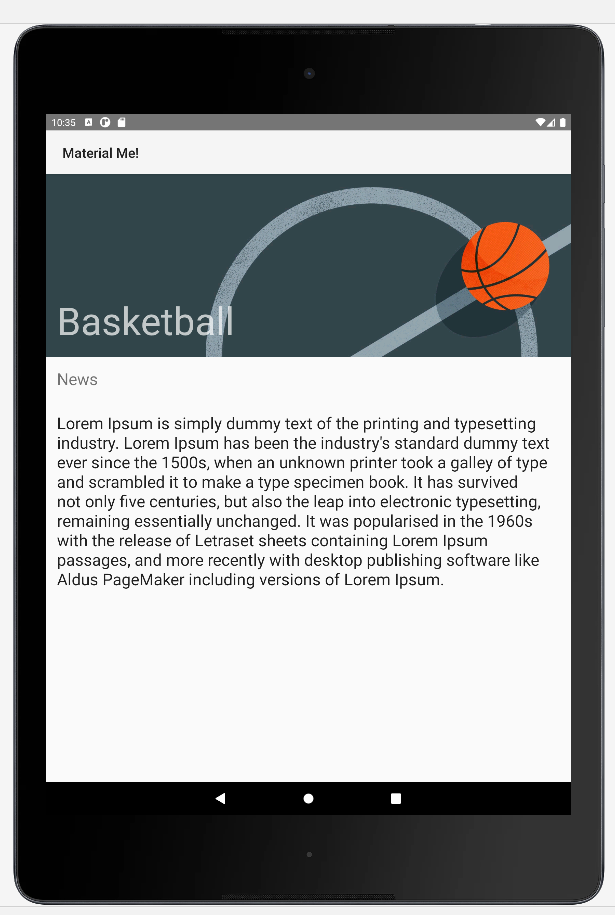 10:35
Material Me!
Basketball
News
Lorem Ipsum is simply dummy text of the printing and typesetting
industry. Lorem Ipsum has been the industry's standard dummy text
ever since the 1500s, when an unknown printer took a galley of type
and scrambled it to make a type specimen book. It has survived
not only five centuries, but also the leap into electronic typesetting,
remaining essentially unchanged. It was popularised in the 1960s
with the release of Letraset sheets containing Lorem Ipsum
passages, and more recently with desktop publishing software like
Aldus PageMaker including versions of Lorem Ipsum.